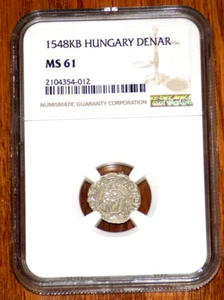 1548KB HUNGARY DENAR
MS 61
2104354-012
NUMISMATIC GUARANTY CORPORATION